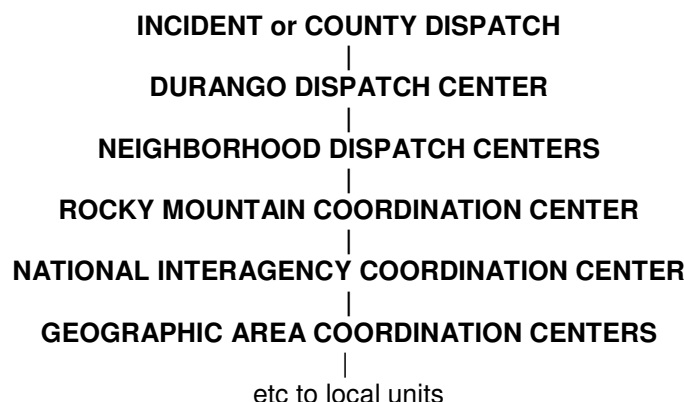 INCIDENT or COUNTY DISPATCH
DURANGO DISPATCH CENTER
NEIGHBORHOOD DISPATCH CENTERS
ROCKY MOUNTAIN COORDINATION CENTER
NATIONAL INTERAGENCY COORDINATION CENTER
GEOGRAPHIC AREA COORDINATION CENTERS
etc to local units